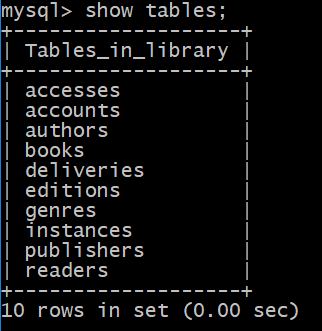 mysql> show tables;
+--------------------+
| Tables_in_library |
+--------------------+
| accesses |
| accounts |
| authors |
| books |
| deliveries |
| editions |
| genres |
| instances |
| publishers |
| readers |
+--------------------+
10 rows in set (0.00 sec)